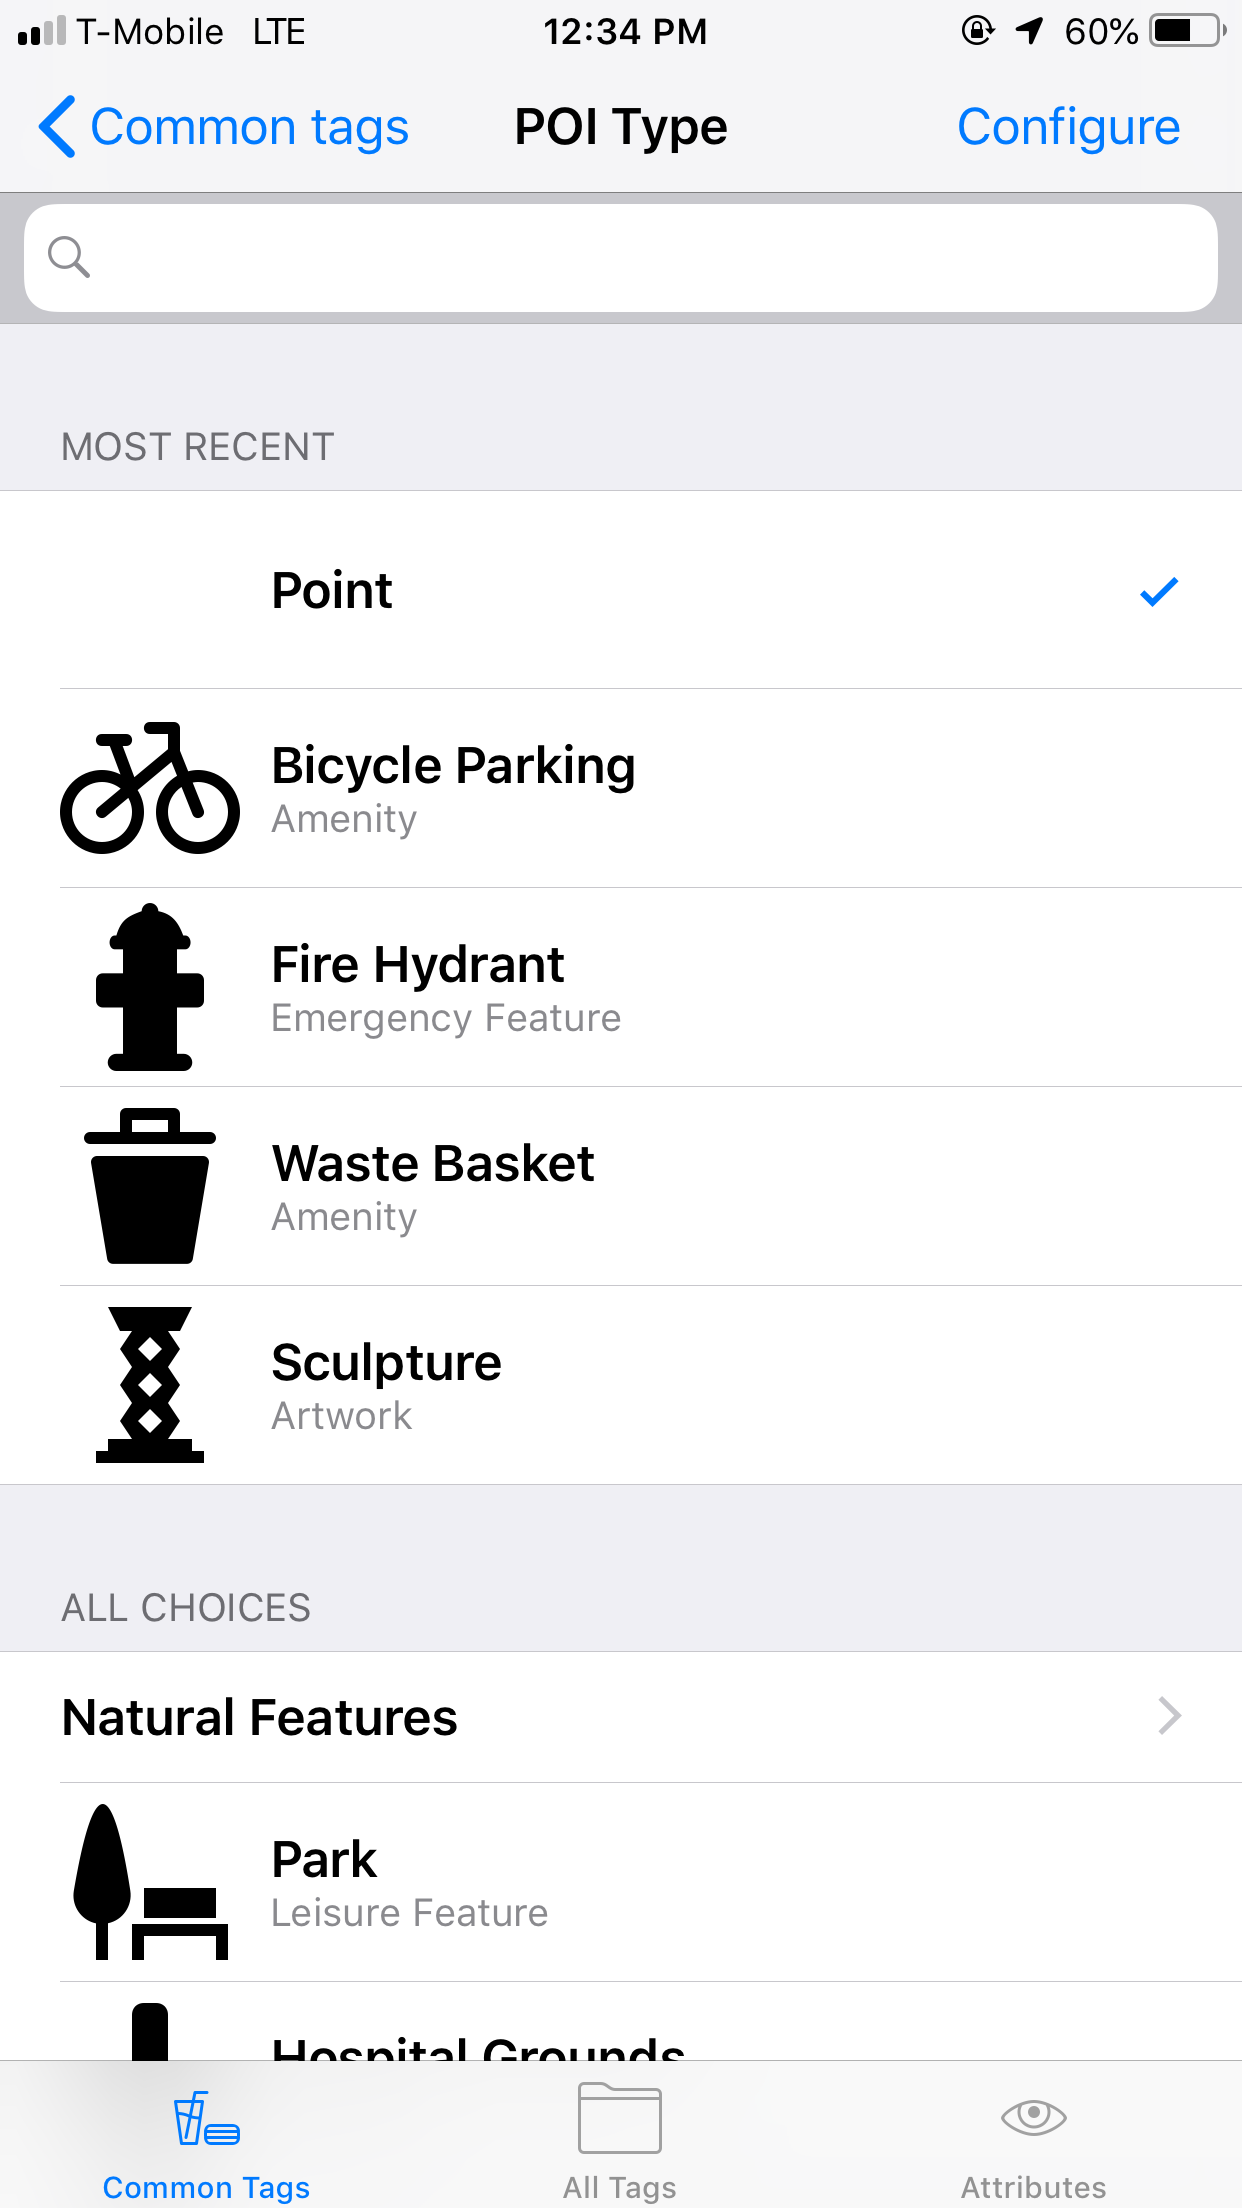 T-Mobile LTE 12:34 PM 60%
Common tags POI Type Configure
MOST RECENT
Point
Bicycle Parking
Amenity
Fire Hydrant
Emergency Feature
Waste Basket
Amenity
Sculpture
Artwork
ALL CHOICES
Natural Features
Park
Leisure Feature
Hospital Grounds
Common Tags All Tags Attributes